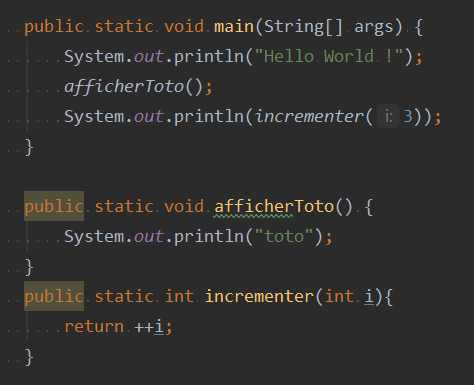 public static void main(String[] args) {
System.out.println("Hello World !");
afficherToto();
System.out.println(incrementer( i: 3));
}
public static void afficherToto() {
System.out.println("toto");
}
public static int incrementer(int i){
return ++i;
}